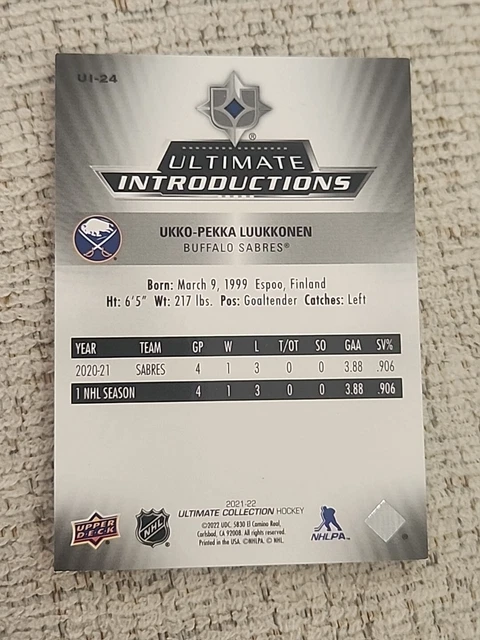 UI-24
®
ULTIMATE
INTRODUCTIONS
UKKO-PEKKA LUUKKONEN
BUFFALO SABRES®
Born: March 9, 1999 Espoo, Finland
Ht: 6'5" Wt: 217 lbs. Pos: Goaltender Catches: Left
YEAR TEAM GP W L T/OT SO GAA SV%
2020-21 SABRES 4 1 3 0 0 3.88 .906
1 NHL SEASON 4 1 3 0 0 3.88 .906
2021-22
ULTIMATE COLLECTION HOCKEY
©2022 UDC, 5830 El Camino Real,
Carlsbad, CA 92008. All rights reserved.
Printed in the USA. ©NHLPA. © NHL.
UPPER
DECK
NHL
NHLPA